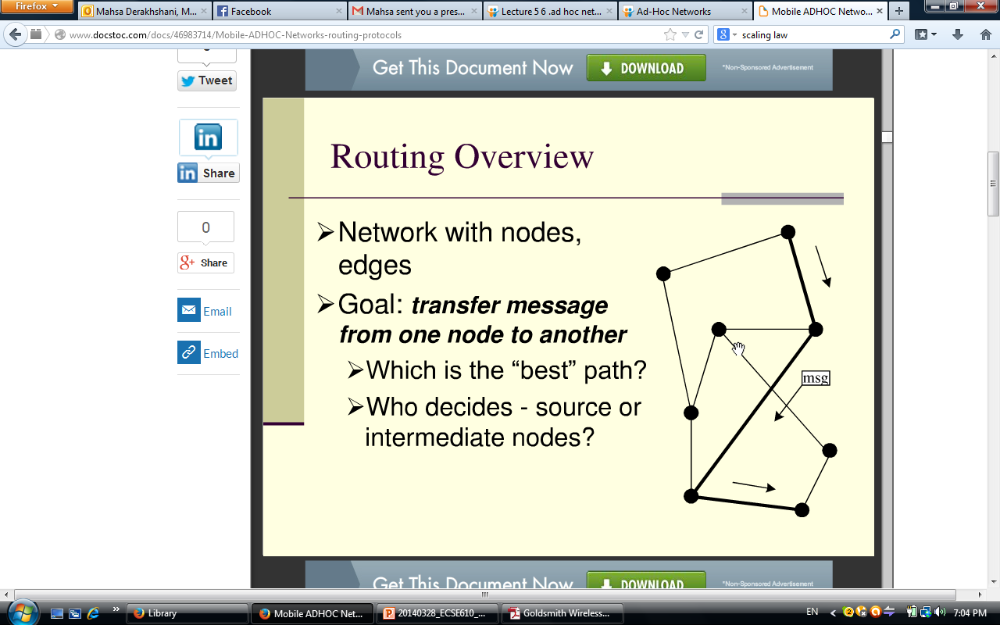 Firefox
Mahsa Derakhshani, M...
Facebook
Mahsa sent you a pres...
Lecture 5 6 .ad hoc net...
Ad-Hoc Networks
Mobile ADHOC Netwo...
www.docstoc.com/docs/46983714/Mobile-ADHOC-Networks-routing-protocols
scaling law
Get This Document Now
DOWNLOAD
*Non-Sponsored Advertisement
Tweet
in
in Share
0
g+ Share
Email
Embed
Routing Overview
Network with nodes,
edges
Goal: transfer message
from one node to another
Which is the “best” path?
Who decides - source or
intermediate nodes?
msg
Get This Document Now
DOWNLOAD
*Non-Sponsored Advertisement
Library
Mobile ADHOC Net...
20140328_ECSE610_...
Goldsmith Wireless...
EN
7:04 PM